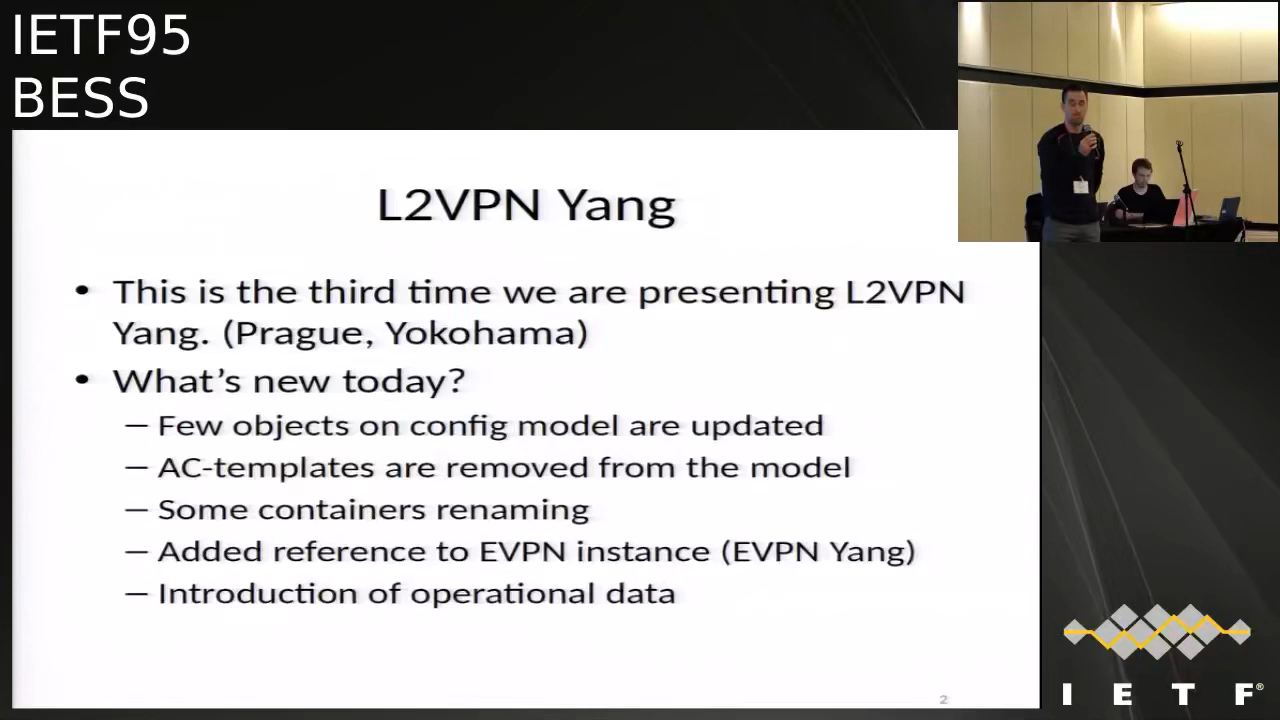 IETF95
BESS
L2VPN Yang
• This is the third time we are presenting L2VPN
Yang. (Prague, Yokohama)
• What’s new today?
– Few objects on config model are updated
– AC-templates are removed from the model
– Some containers renaming
– Added reference to EVPN instance (EVPN Yang)
– Introduction of operational data
2
I E T F®